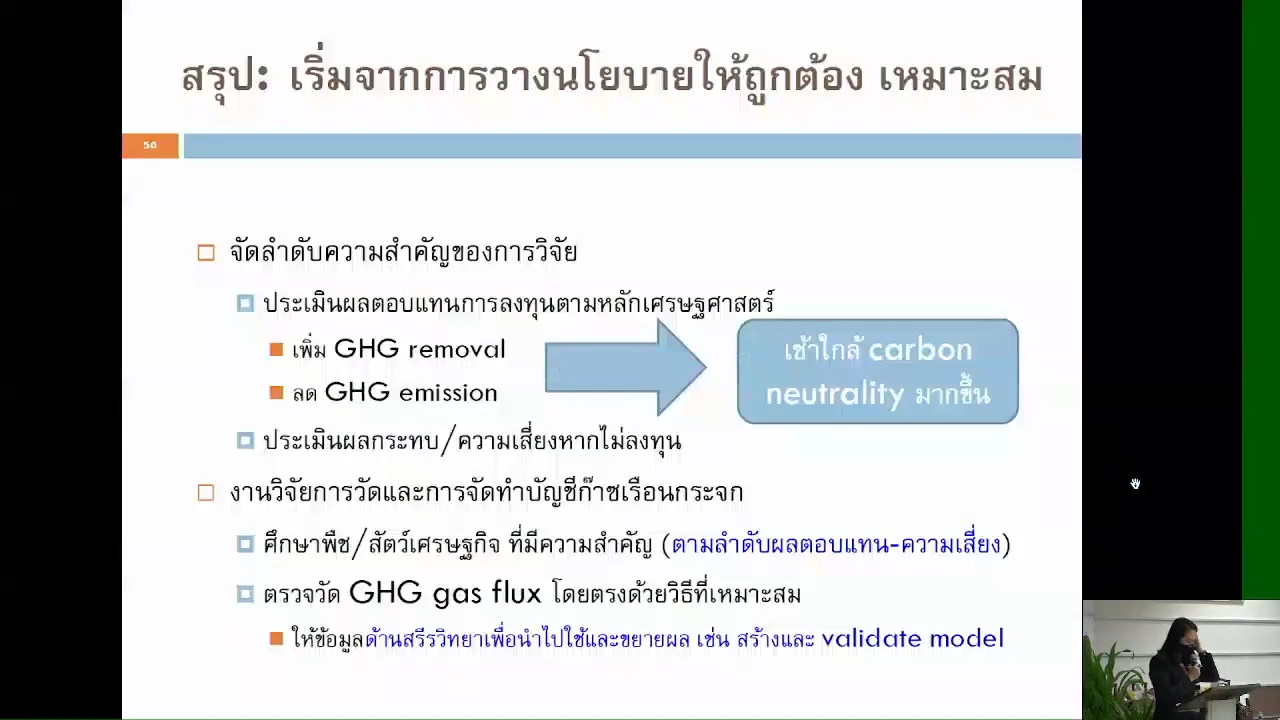 สรุป: เริ่มจากการวางนโยบายให้ถูกต้อง เหมาะสม
50
จัดลำดับความสำคัญของการวิจัย
ประเมินผลตอบแทนการลงทุนตามหลักเศรษฐศาสตร์
เพิ่ม GHG removal
ลด GHG emission
เข้าใกล้ carbon
neutrality มากขึ้น
ประเมินผลกระทบ/ความเสี่ยงหากไม่ลงทุน
งานวิจัยการวัดและการจัดทำบัญชีก๊าซเรือนกระจก
ศึกษาพืช/สัตว์เศรษฐกิจ ที่มีความสำคัญ (ตามลำดับผลตอบแทน-ความเสี่ยง)
ตรวจวัด GHG gas flux โดยตรงด้วยวิธีที่เหมาะสม
ให้ข้อมูลด้านสรีรวิทยาเพื่อนำไปใช้และขยายผล เช่น สร้างและ validate model